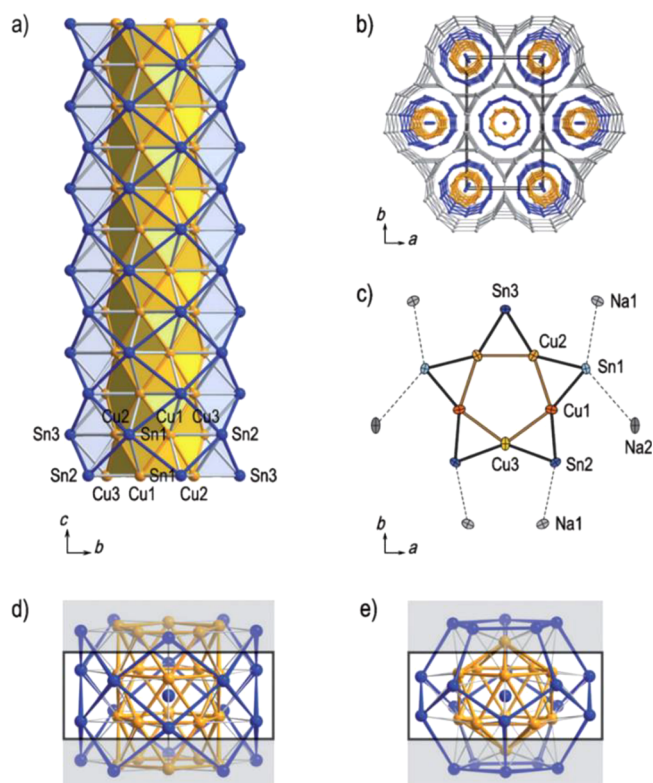 a)
Cu2 Cu1 Cu3
Sn3 Sn1 Sn2
Sn2 Sn1 Sn3
Cu3 Cu1 Cu2
c
b
b)
b
a
c)
Sn3
Na1
Cu2
Sn1
Cu1
Na2
Cu3
Sn2
Na1
b
a
d)
e)